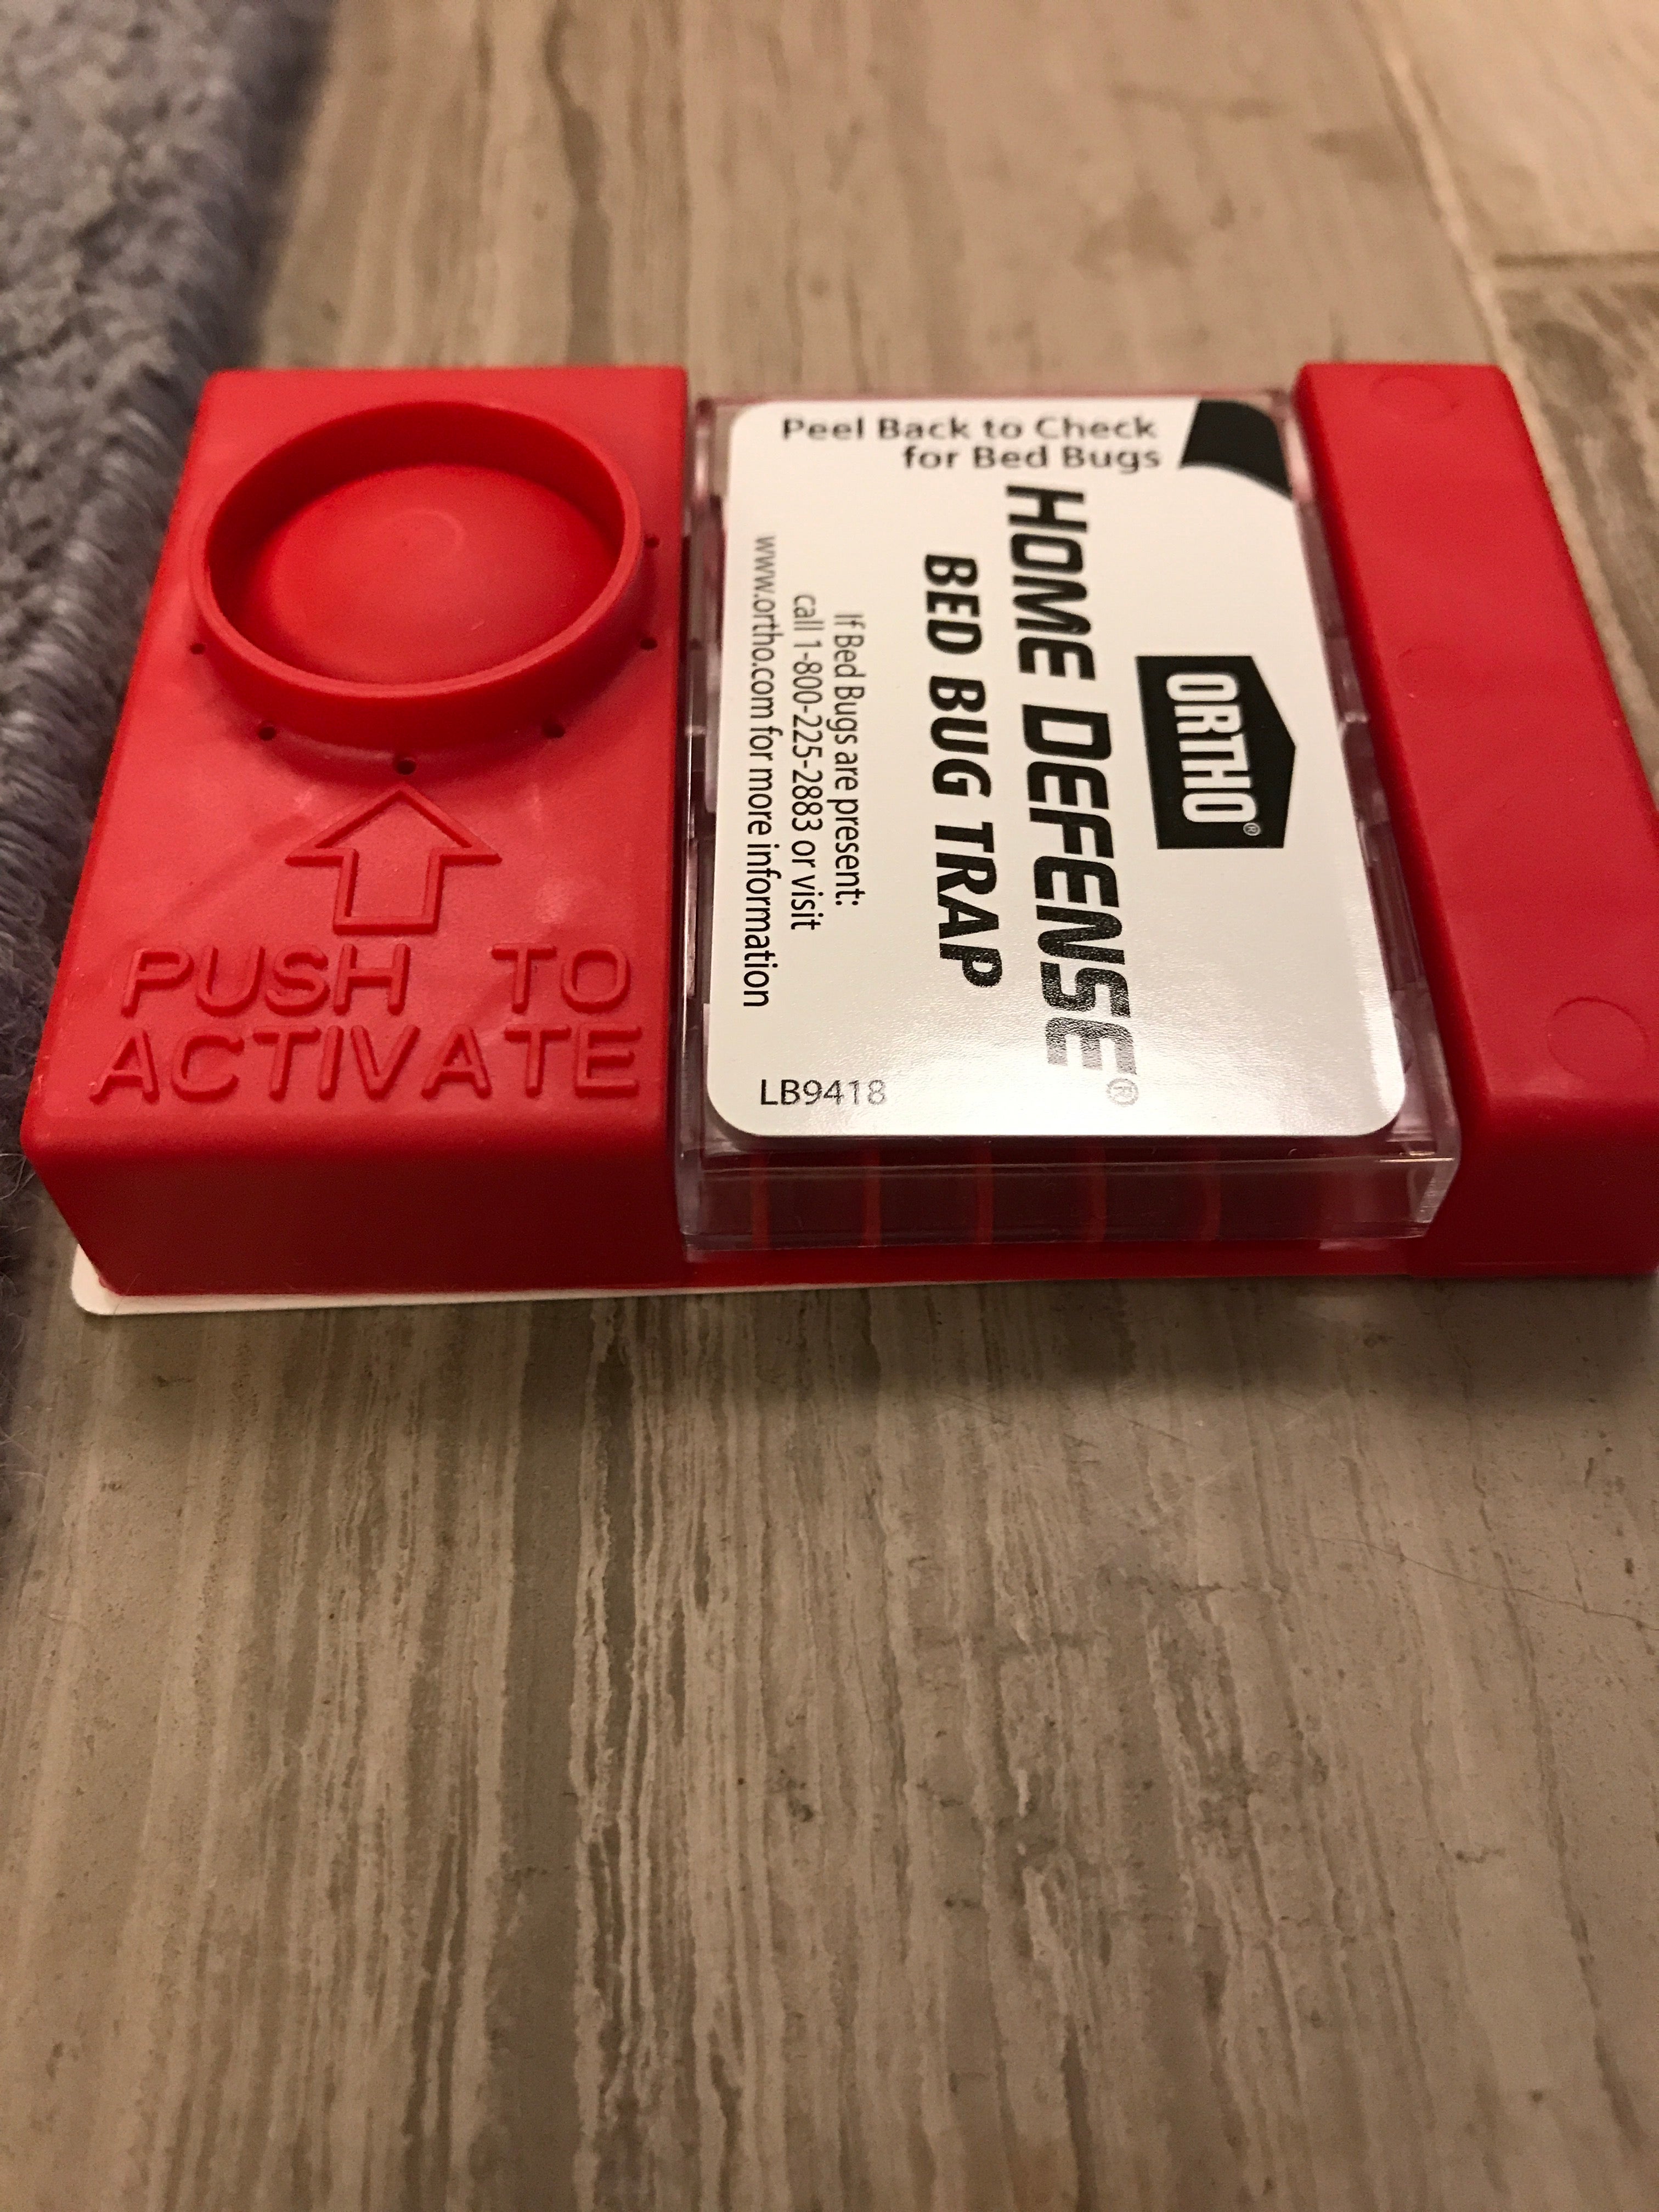 Peel Back to Check
for Bed Bugs
ORTHO®
HOME DEFENSE®
BED BUG TRAP
If Bed Bugs are present:
call 1-800-225-2883 or visit
www.ortho.com for more information
LB9418
PUSH TO
ACTIVATE